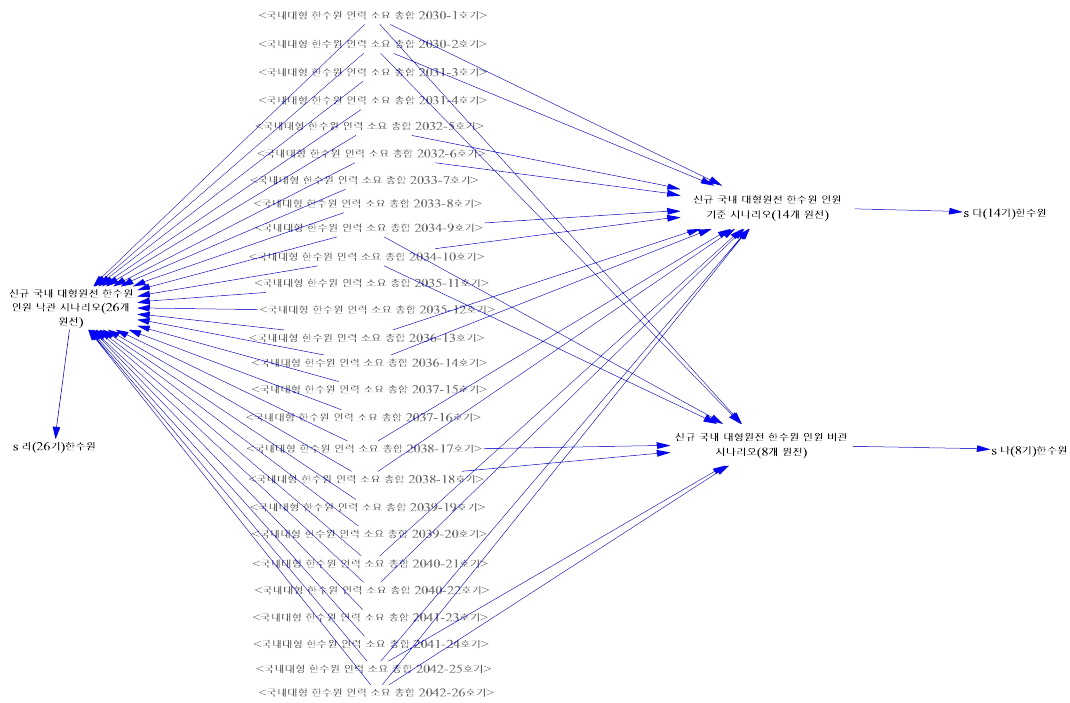 <국내대형 한수원 인력 소요 총합 2030-1호기>
<국내대형 한수원 인력 소요 총합 2030-2호기>
<국내대형 한수원 인력 소요 총합 2031-3호기>
<국내대형 한수원 인력 소요 총합 2031-4호기>
<국내대형 한수원 인력 소요 총합 2032-5호기>
<국내대형 한수원 인력 소요 총합 2032-6호기>
<국내대형 한수원 인력 소요 총합 2033-7호기>
<국내대형 한수원 인력 소요 총합 2033-8호기>
<국내대형 한수원 인력 소요 총합 2034-9호기>
<국내대형 한수원 인력 소요 총합 2034-10호기>
<국내대형 한수원 인력 소요 총합 2035-11호기>
<국내대형 한수원 인력 소요 총합 2035-12호기>
<국내대형 한수원 인력 소요 총합 2036-13호기>
<국내대형 한수원 인력 소요 총합 2036-14호기>
<국내대형 한수원 인력 소요 총합 2037-15호기>
<국내대형 한수원 인력 소요 총합 2037-16호기>
<국내대형 한수원 인력 소요 총합 2038-17호기>
<국내대형 한수원 인력 소요 총합 2038-18호기>
<국내대형 한수원 인력 소요 총합 2039-19호기>
<국내대형 한수원 인력 소요 총합 2039-20호기>
<국내대형 한수원 인력 소요 총합 2040-21호기>
<국내대형 한수원 인력 소요 총합 2040-22호기>
<국내대형 한수원 인력 소요 총합 2041-23호기>
<국내대형 한수원 인력 소요 총합 2041-24호기>
<국내대형 한수원 인력 소요 총합 2042-25호기>
<국내대형 한수원 인력 소요 총합 2042-26호기>
신규 국내 대형원전 한수원
인원 낙관 시나리오(26개
원전)
s 라(26기)한수원
신규 국내 대형원전 한수원 인원
기준 시나리오(14개 원전)
s 다(14기)한수원
신규 국내 대형원전 한수원 인원 비관
시나리오(8개 원전)
s 나(8기)한수원